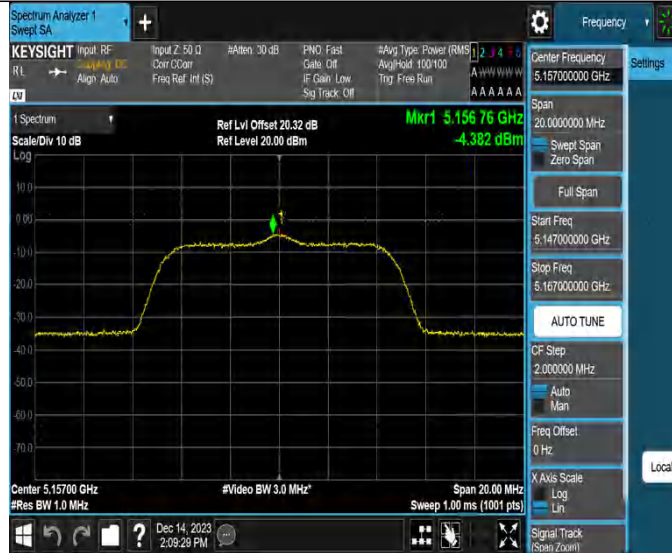 Spectrum Analyzer 1
Swept SA
+
Frequency
KEYSIGHT
RL
LXI
Input: RF
Coupling: DC
Align: Auto
Input Z: 50 Ω
Corr CCorr
Freq Ref: Int (S)
#Atten: 30 dB
PNO: Fast
Gate: Off
IF Gain: Low
Sig Track: Off
#Avg Type: Power (RMS
Avg|Hold: 100/100
Trig: Free Run
1 2 3 4 5 6
A W W W W W
A A A A A A
1 Spectrum
Scale/Div 10 dB
Ref Lvl Offset 20.32 dB
Ref Level 20.00 dBm
Mkr1 5.156 76 GHz
-4.382 dBm
Log
10.0
0.00
-10.0
-20.0
-30.0
-40.0
-50.0
-60.0
-70.0
1
Center 5.15700 GHz
#Res BW 1.0 MHz
#Video BW 3.0 MHz*
Span 20.00 MHz
Sweep 1.00 ms (1001 pts)
?
Dec 14, 2023
2:09:29 PM
Center Frequency
5.157000000 GHz
Settings
Span
20.0000000 MHz
Swept Span
Zero Span
Full Span
Start Freq
5.147000000 GHz
Stop Freq
5.167000000 GHz
AUTO TUNE
CF Step
2.000000 MHz
Auto
Man
Freq Offset
0 Hz
X Axis Scale
Log
Lin
Local
Signal Track
(Span Zoom)